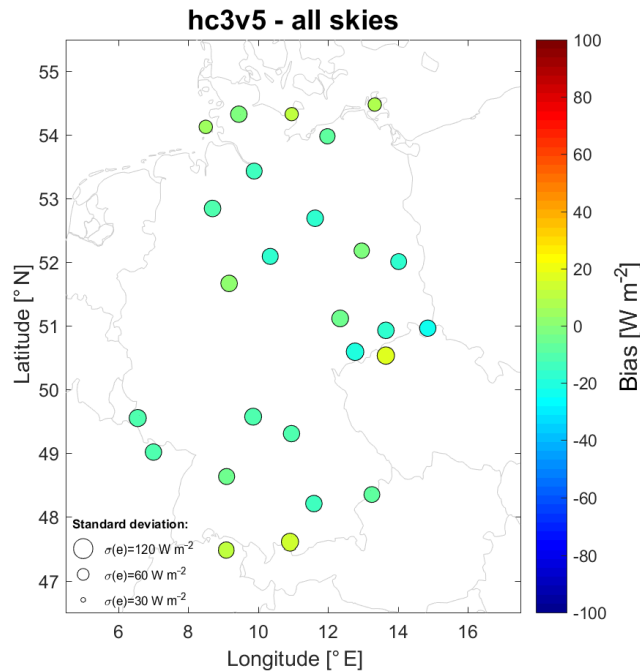 hc3v5 - all skies
55
54
53
52
51
50
49
48
47
Latitude [°N]
Standard deviation:
σ(e)=120 W m-2
σ(e)=60 W m-2
σ(e)=30 W m-2
6 8 10 12 14 16
Longitude [°E]
100
80
60
40
20
0
-20
-40
-60
-80
-100
Bias [W m-2]